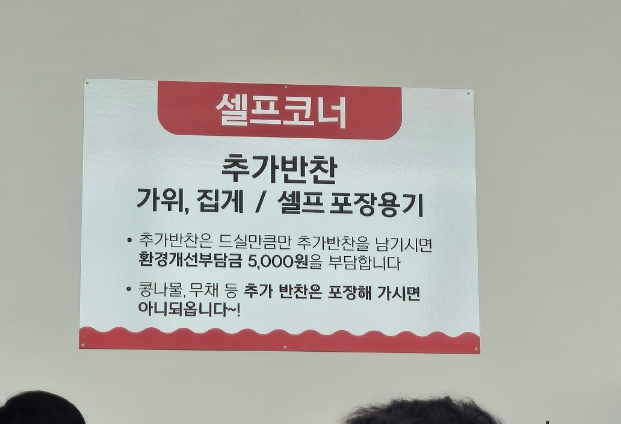 셀프코너
추가반찬
가위, 집게 / 셀프 포장용기
• 추가반찬은 드실만큼만 추가반찬을 남기시면
환경개선부담금 5,000원을 부담합니다
• 콩나물, 무채 등 추가 반찬은 포장해 가시면
아니되옵니다~!